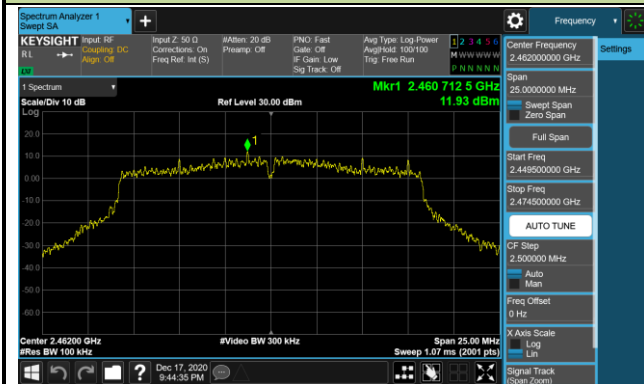 Spectrum Analyzer 1
Swept SA
+
Frequency
KEYSIGHT
RL
Input: RF
Coupling: DC
Align: Off
Input Z: 50 Ω
Corrections: On
Freq Ref: Int (S)
#Atten: 20 dB
Preamp: Off
PNO: Fast
Gate: Off
IF Gain: Low
Sig Track: Off
Avg Type: Log-Power
Avg|Hold: 100/100
Trig: Free Run
1 2 3 4 5 6
M W W W W W
P N N N N N
Center Frequency
2.462000000 GHz
Settings
Span
25.0000000 MHz
Swept Span
Zero Span
Full Span
Start Freq
2.449500000 GHz
Stop Freq
2.474500000 GHz
AUTO TUNE
CF Step
2.500000 MHz
Auto
Man
Freq Offset
0 Hz
X Axis Scale
Log
Lin
Signal Track
(Span Zoom)
1 Spectrum
Scale/Div 10 dB
Log
Ref Level 30.00 dBm
Mkr1 2.460 712 5 GHz
11.93 dBm
20.0
10.0
0.00
-10.0
-20.0
-30.0
-40.0
-50.0
-60.0
1
Center 2.46200 GHz
#Res BW 100 kHz
#Video BW 300 kHz
Span 25.00 MHz
Sweep 1.07 ms (2001 pts)
?
Dec 17, 2020
9:44:35 PM